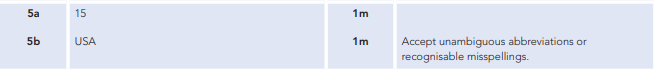 5a 15 1m
5b USA 1m Accept unambiguous abbreviations or
recognisable misspellings.